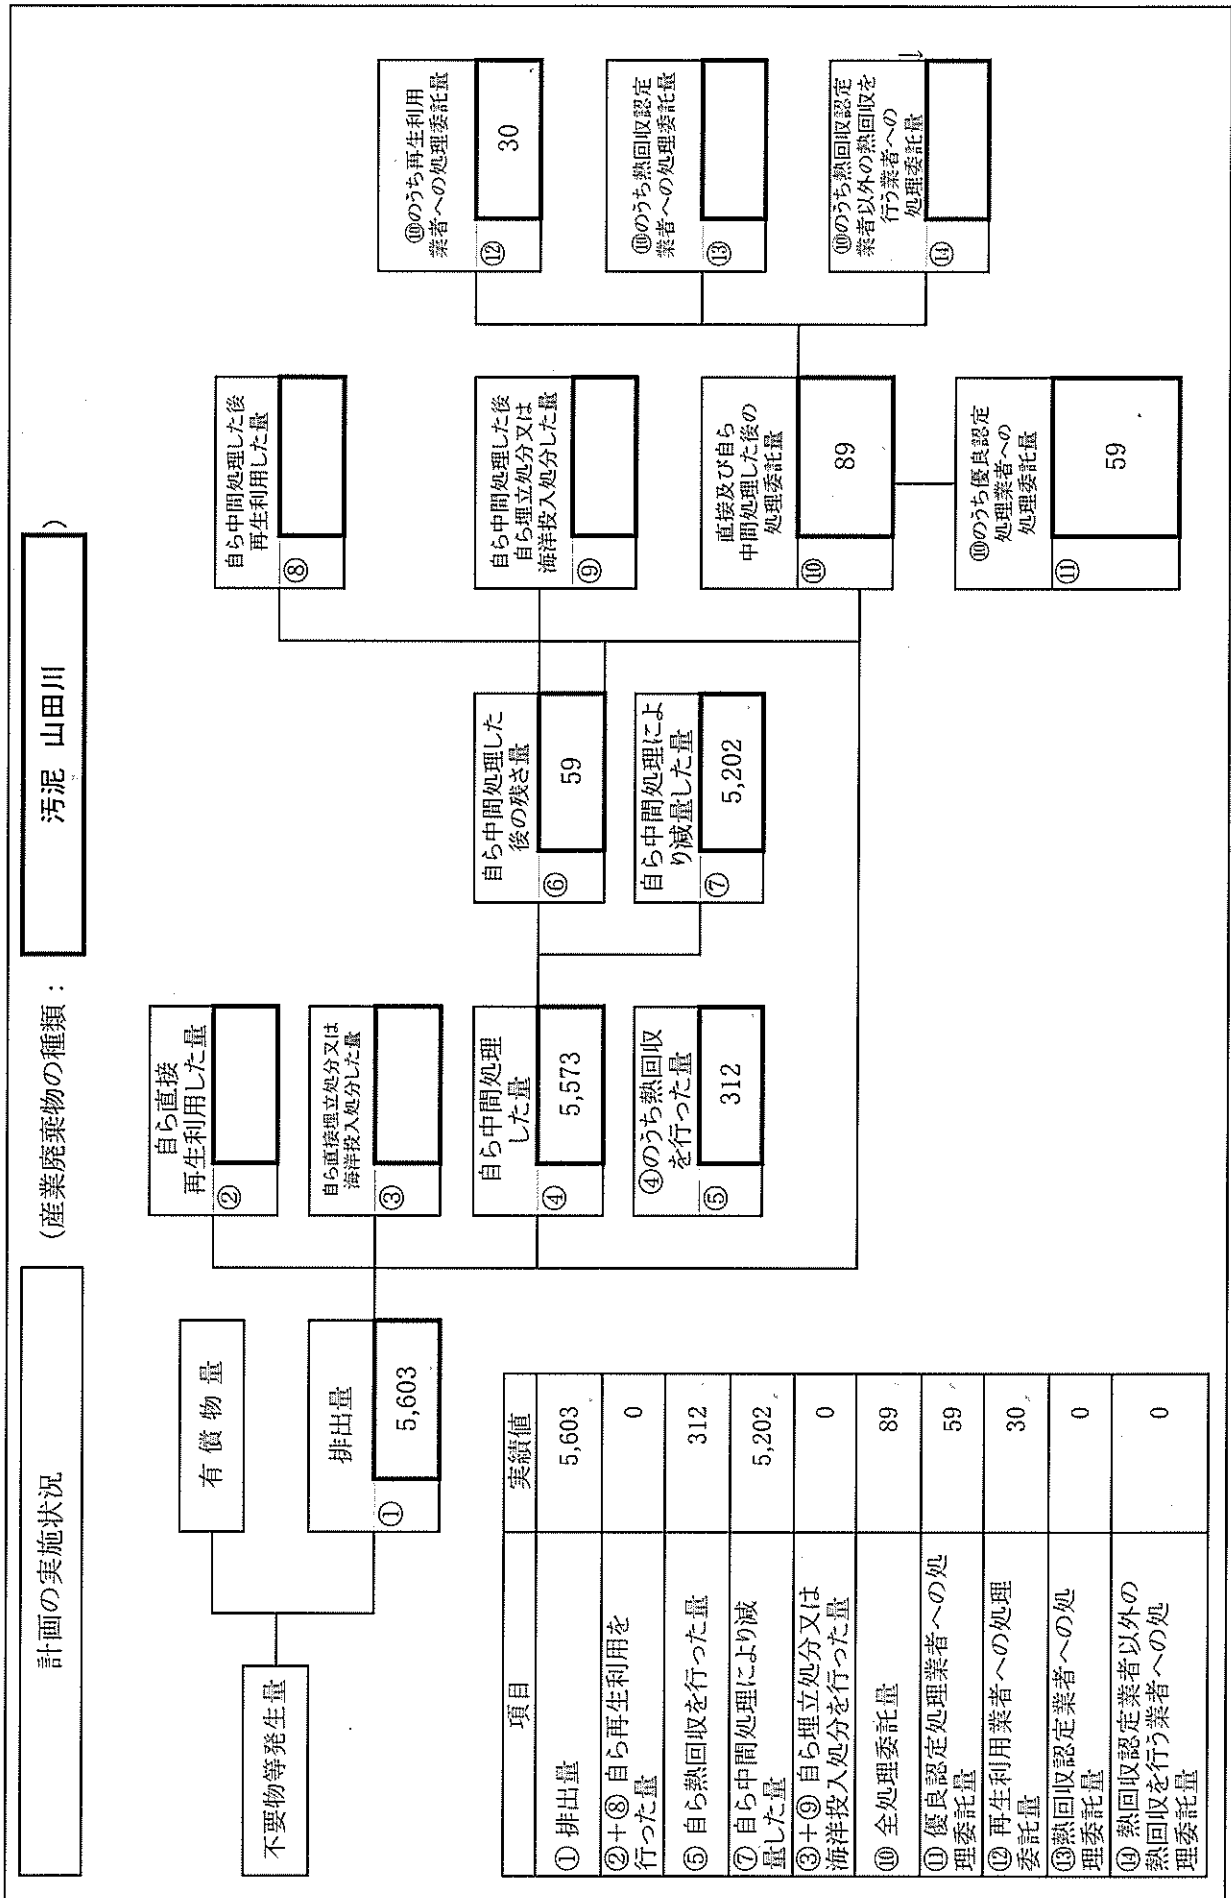 計画の実施状況
(産業廃棄物の種類：
汚泥　山田川
)
不要物等発生量
有 償 物 量
排出量
①
5,603
自ら直接
再生利用した量
②
自ら直接埋立処分又は
海洋投入処分した量
③
自ら中間処理
した量
④
5,573
④のうち熱回収
を行った量
⑤
312
自ら中間処理した
後の残さ量
⑥
59
自ら中間処理によ
り減量した量
⑦
5,202
自ら中間処理した後
再生利用した量
⑧
自ら中間処理した後
自ら埋立処分又は
海洋投入処分した量
⑨
直接及び自ら
中間処理した後の
処理委託量
⑩
89
⑩のうち優良認定
処理業者への
処理委託量
⑪
59
⑩のうち再生利用
業者への処理委託量
⑫
30
⑩のうち熱回収認定
業者への処理委託量
⑬
⑩のうち熱回収認定
業者以外の熱回収を
行う業者への
処理委託量
⑭
項目
実績値
① 排出量
5,603
②＋⑧ 自ら再生利用を
行った量
0
⑤ 自ら熱回収を行った量
312
⑦ 自ら中間処理により減
量した量
5,202
③＋⑨ 自ら埋立処分又は
海洋投入処分を行った量
0
⑩ 全処理委託量
89
⑪ 優良認定処理業者への処
理委託量
59
⑫ 再生利用業者への処理
委託量
30
⑬熱回収認定業者への処
理委託量
0
⑭ 熱回収認定業者以外の
熱回収を行う業者への処
理委託量
0